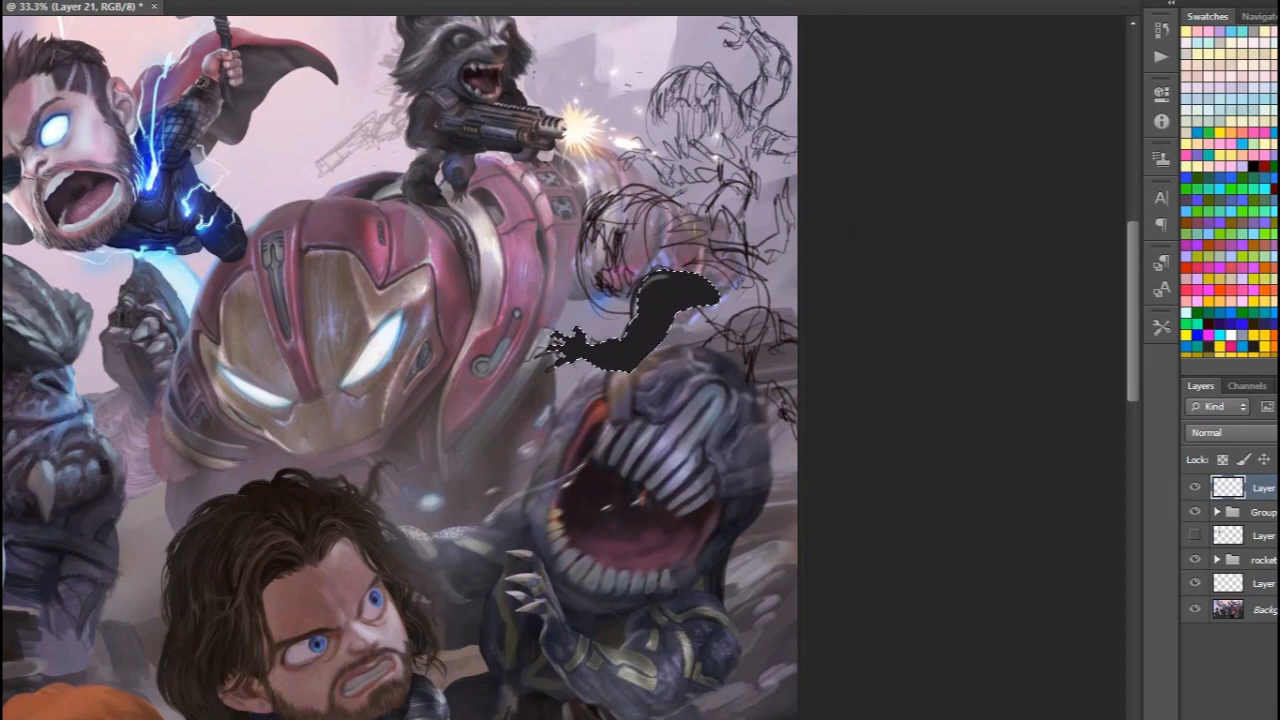 @ 33.3% (Layer 21, RGB/8) * ×
Swatches Navigat
Layers Channels
Kind
Normal
Lock:
Layer
Group
Layer
rocket
Layer
Backg